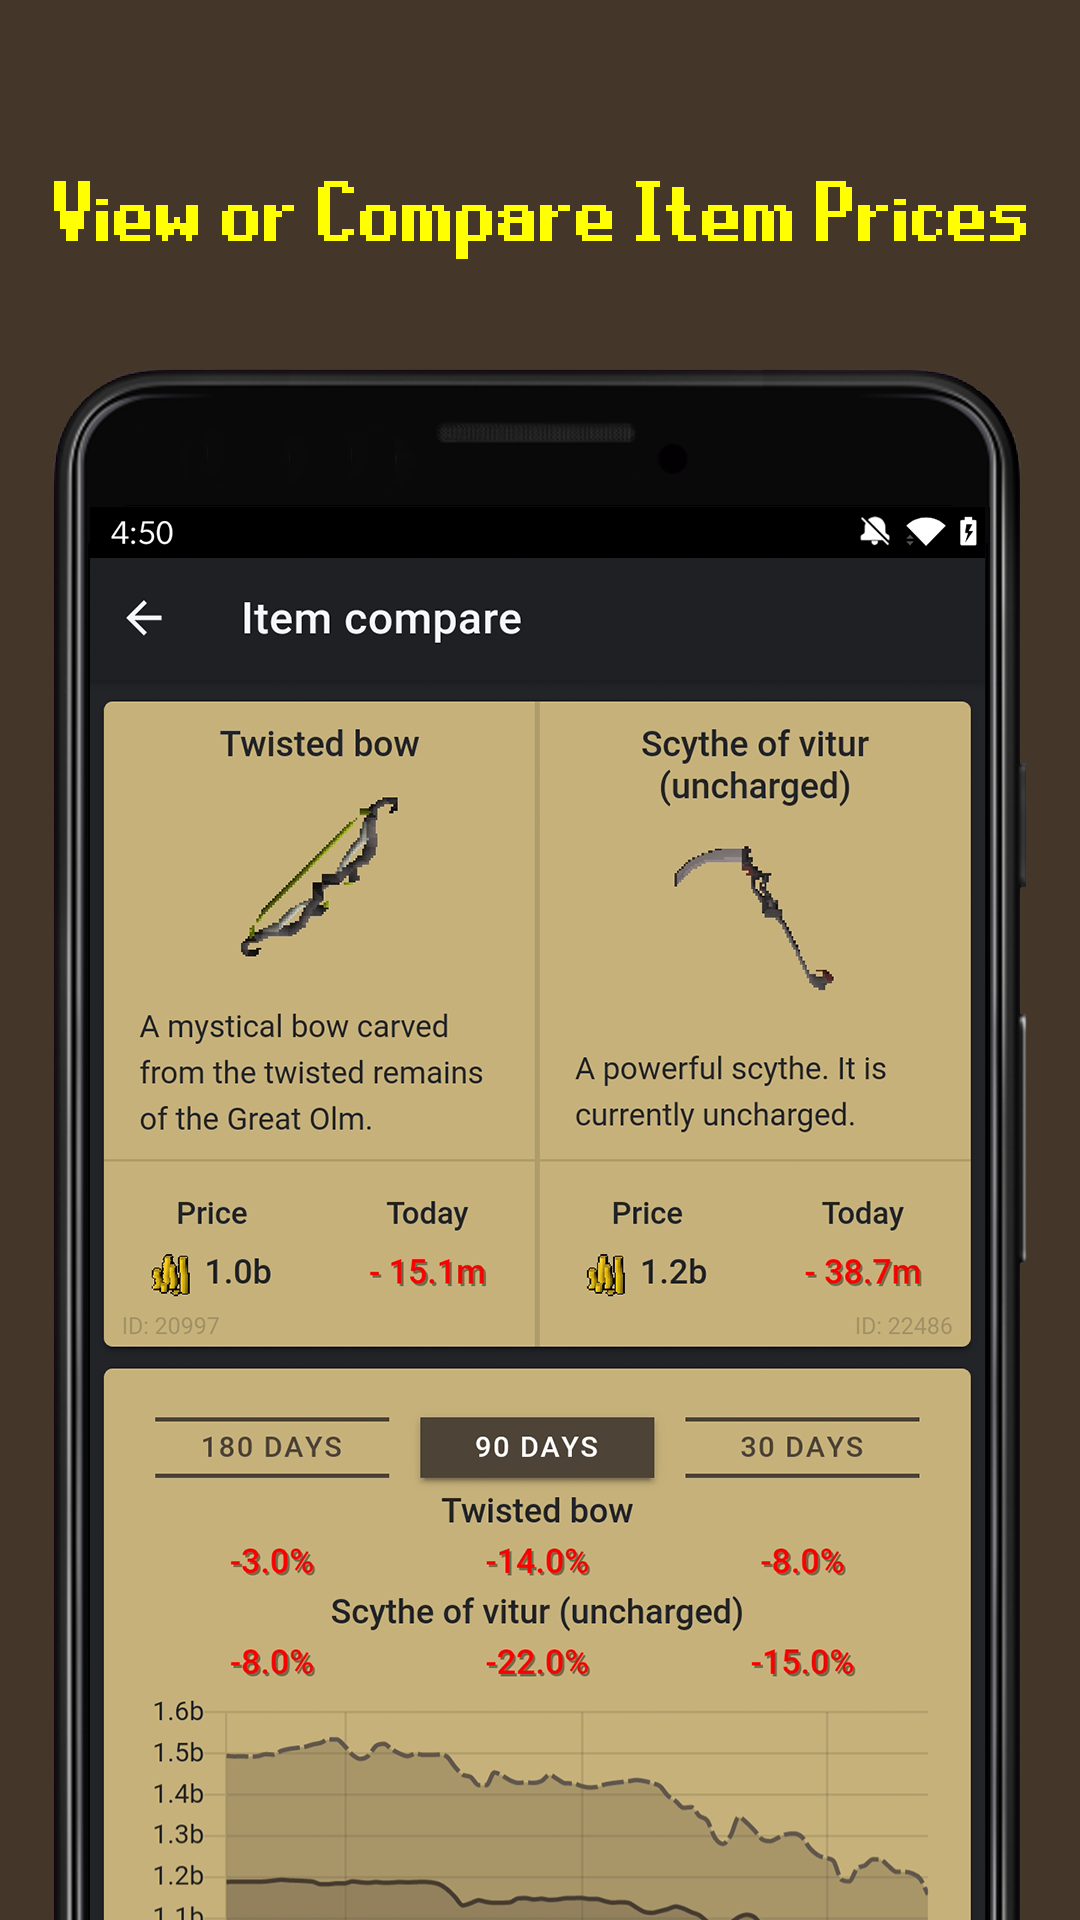 View or Compare Item Prices
4:50
Item compare
Twisted bow
A mystical bow carved
from the twisted remains
of the Great Olm.
Price Today
1.0b - 15.1m
ID: 20997
Scythe of vitur
(uncharged)
A powerful scythe. It is
currently uncharged.
Price Today
1.2b - 38.7m
ID: 22486
180 DAYS 90 DAYS 30 DAYS
Twisted bow
-3.0% -14.0% -8.0%
Scythe of vitur (uncharged)
-8.0% -22.0% -15.0%
1.6b
1.5b
1.4b
1.3b
1.2b
1.1b